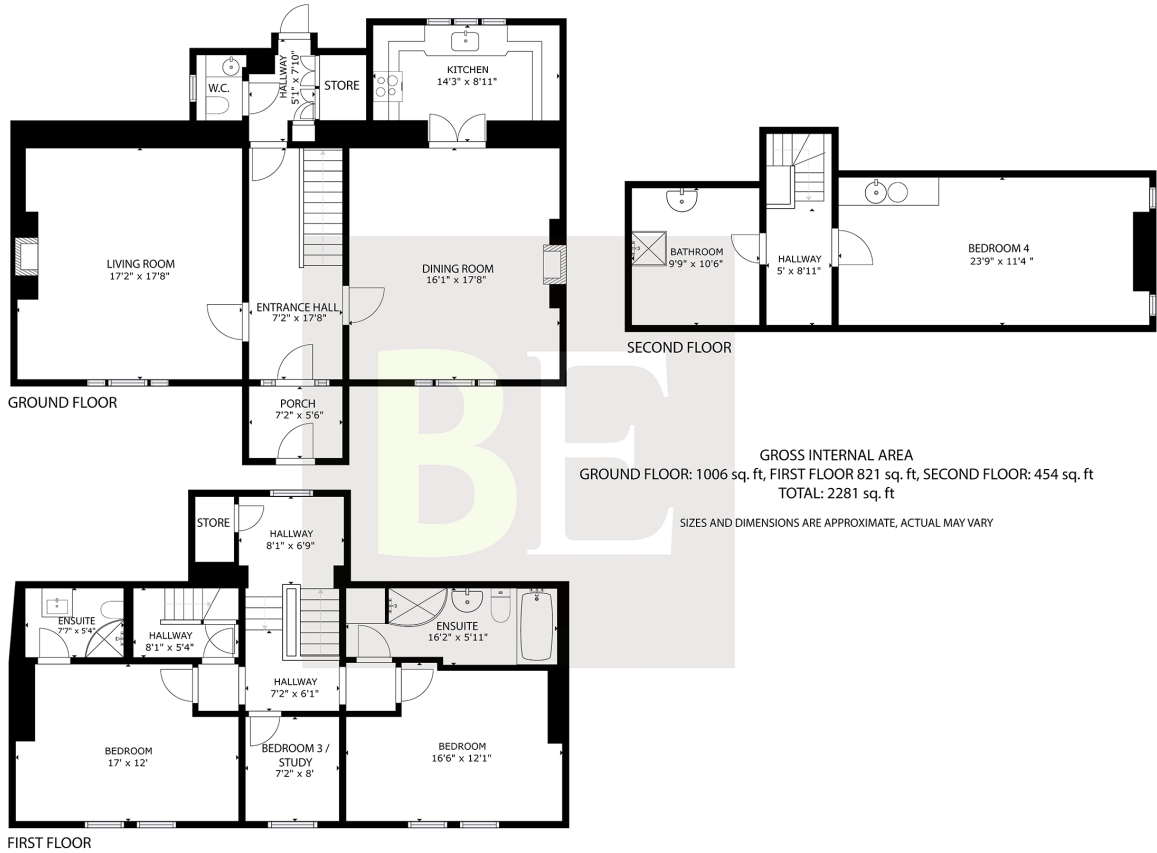 W.C.
HALLWAY
5'1" x 7'10"
STORE
KITCHEN
14'3" x 8'11"
LIVING ROOM
17'2" x 17'8"
ENTRANCE HALL
7'2" x 17'8"
DINING ROOM
16'1" x 17'8"
PORCH
7'2" x 5'6"
GROUND FLOOR
BATHROOM
9'9" x 10'6"
HALLWAY
5' x 8'11"
BEDROOM 4
23'9" x 11'4 "
SECOND FLOOR
BE
GROSS INTERNAL AREA
GROUND FLOOR: 1006 sq. ft, FIRST FLOOR 821 sq. ft, SECOND FLOOR: 454 sq. ft
TOTAL: 2281 sq. ft
SIZES AND DIMENSIONS ARE APPROXIMATE, ACTUAL MAY VARY
STORE
HALLWAY
8'1" x 6'9"
ENSUITE
7'7" x 5'4"
HALLWAY
8'1" x 5'4"
ENSUITE
16'2" x 5'11"
HALLWAY
7'2" x 6'1"
BEDROOM
17' x 12'
BEDROOM 3 /
STUDY
7'2" x 8'
BEDROOM
16'6" x 12'1"
FIRST FLOOR